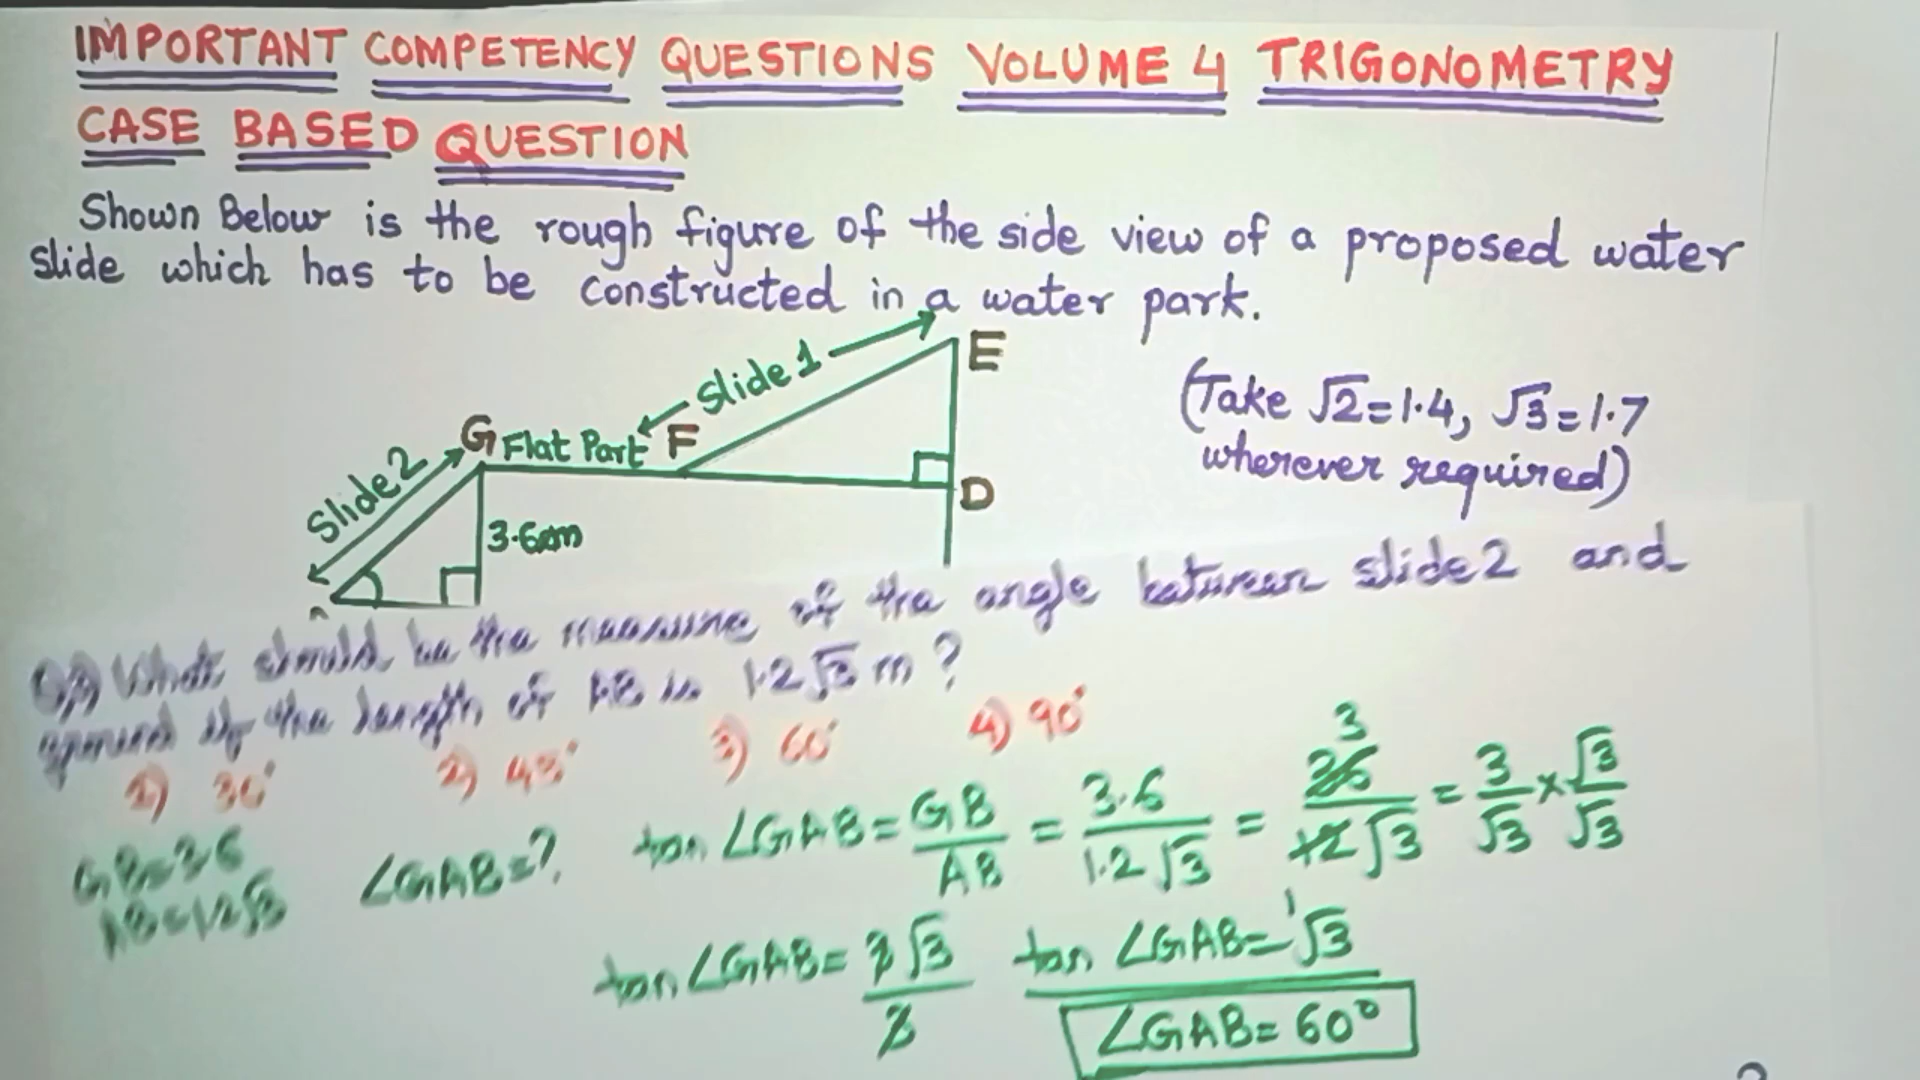 IMPORTANT COMPETENCY QUESTIONS VOLUME 4 TRIGONOMETRY
CASE BASED QUESTION
Shown Below is the rough figure of the side view of a proposed water
slide which has to be constructed in a water park.
E
Slide 1
(Take √2=1.4, √3=1.7
wherever required)
G Flat Part F
Slide 2
D
3.6m
What should be the measure of the angle between slide 2 and
ground if the length of AB is 1.2√3 m?
1) 30° 2) 45° 3) 60° 4) 90°
GB=3.6
AB=1.2√3
∠GAB=?
tan ∠GAB = GB/AB = 3.6/1.2√3 = 36/12√3 = 3/√3 × √3/√3
3
tan ∠GAB = 3√3/3 tan ∠GAB = √3
1
∠GAB = 60°